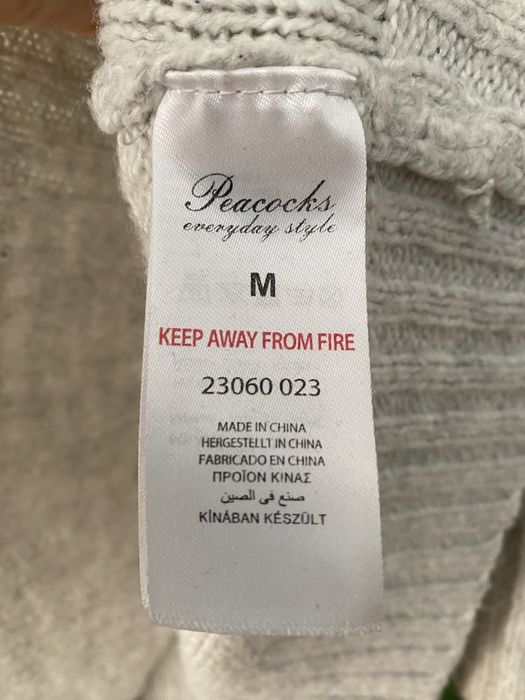 Peacocks
everyday style
M
KEEP AWAY FROM FIRE
23060 023
MADE IN CHINA
HERGESTELLT IN CHINA
FABRICADO EN CHINA
ΠΡΟΪΟΝ ΚΙΝΑΣ
صنع في الصين
KÍNÁBAN KÉSZÜLT